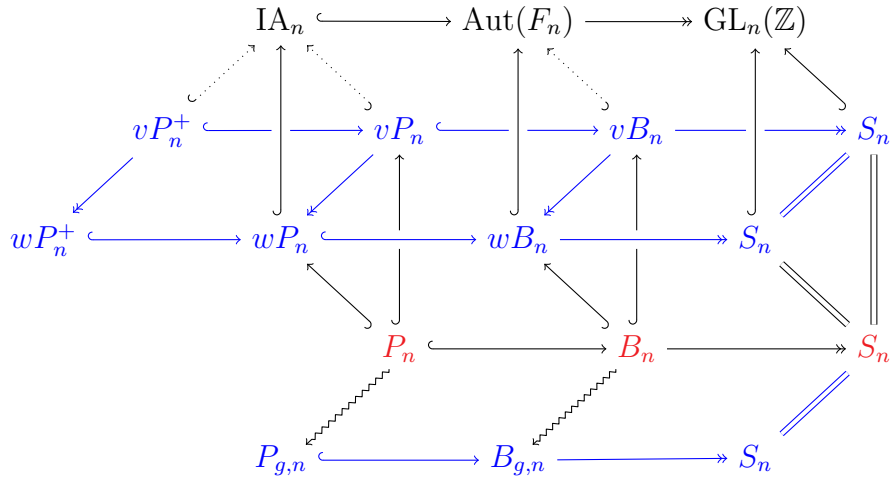 IA_n Aut(F_n) GL_n(ℤ)
vP_n^+ vP_n vB_n S_n
wP_n^+ wP_n wB_n S_n
P_n B_n S_n
P_{g,n} B_{g,n} S_n